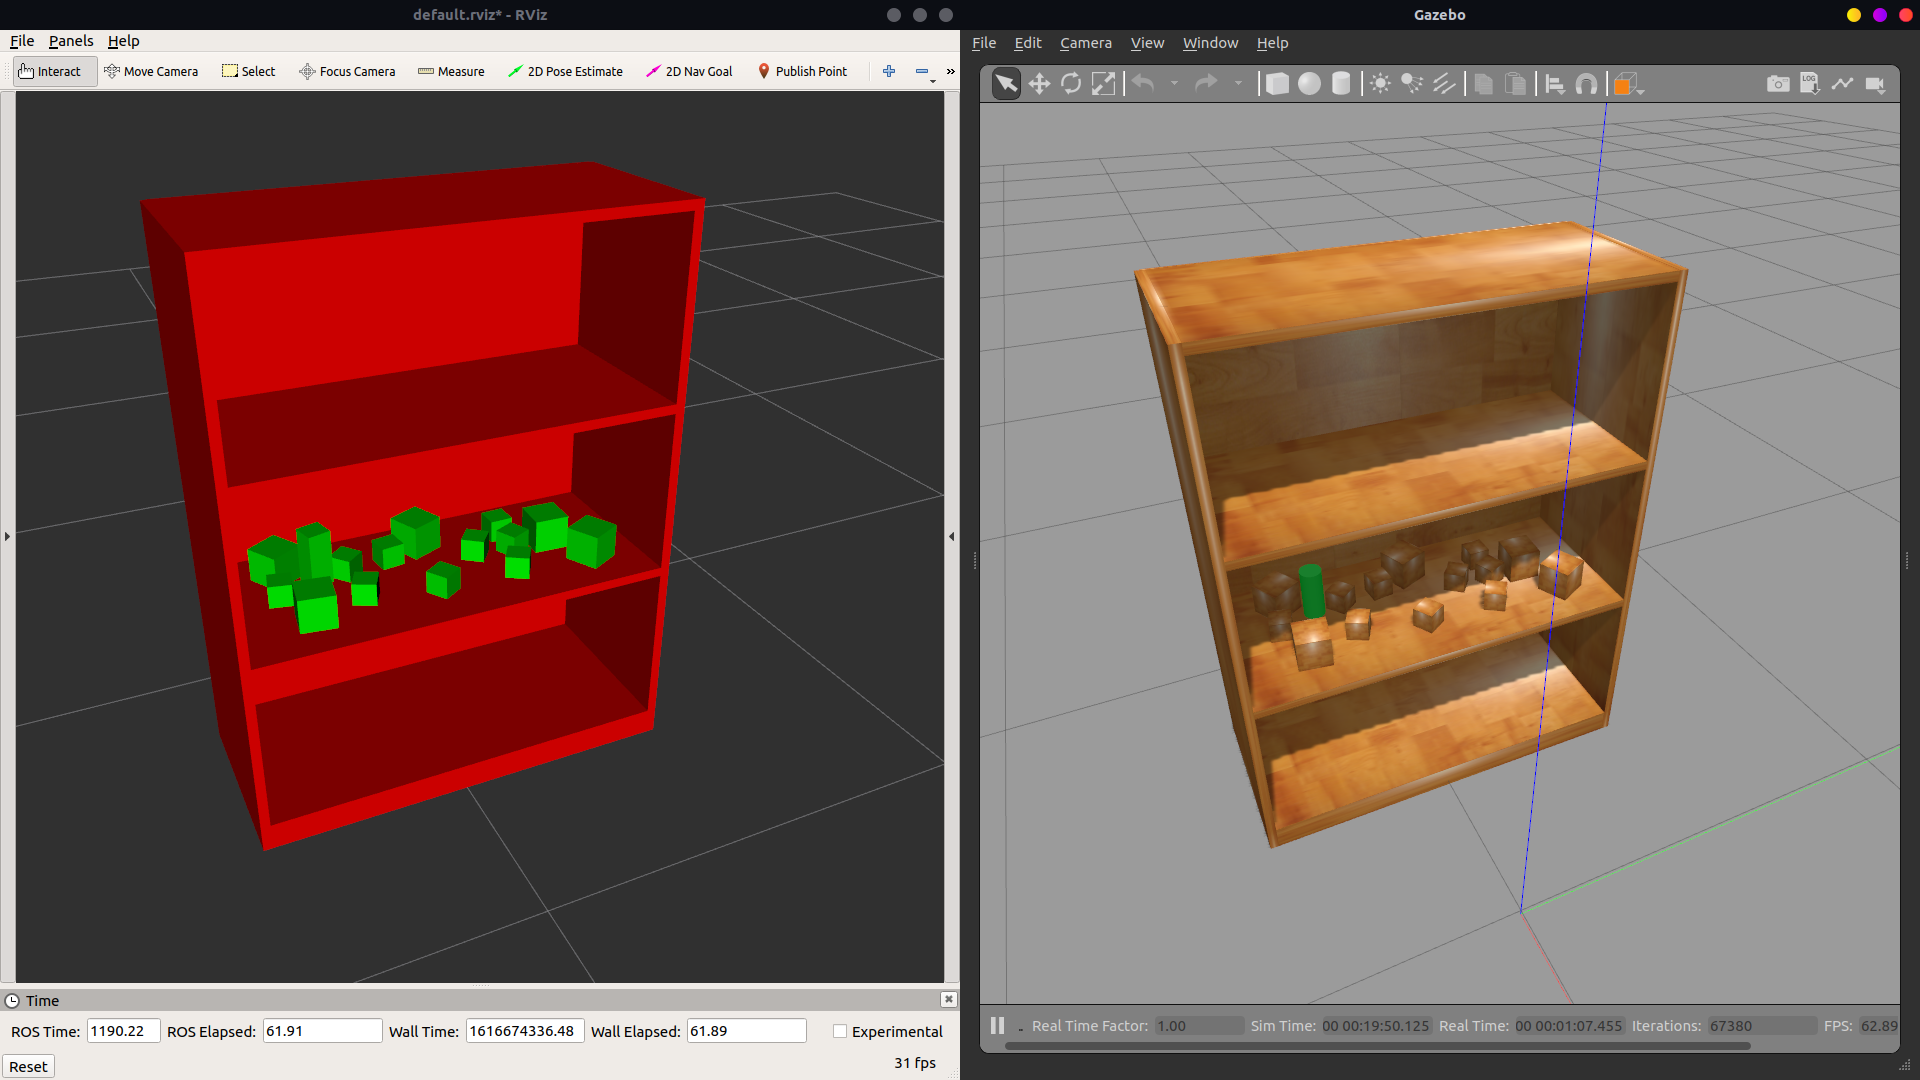 default.rviz* - RViz
File Panels Help
Interact Move Camera Select Focus Camera Measure 2D Pose Estimate 2D Nav Goal Publish Point »
Time
ROS Time: 1190.22 ROS Elapsed: 61.91 Wall Time: 1616674336.48 Wall Elapsed: 61.89 Experimental
Reset 31 fps
Gazebo
File Edit Camera View Window Help
LOG
Real Time Factor: 1.00 Sim Time: 00 00:19:50.125 Real Time: 00 00:01:07.455 Iterations: 67380 FPS: 62.89